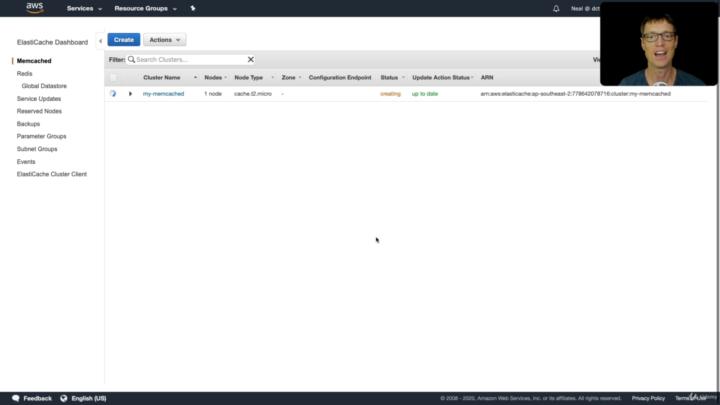 aws
Services
Resource Groups
Neal @ dct
ElastiCache Dashboard
Memcached
Redis
Global Datastore
Service Updates
Reserved Nodes
Backups
Parameter Groups
Subnet Groups
Events
ElastiCache Cluster Client
Create
Actions
Filter: Search Clusters...
Cluster Name Nodes Node Type Zone Configuration Endpoint Status Update Action Status ARN
my-memcached 1 node cache.t2.micro - creating up to date arn:aws:elasticache:ap-southeast-2:778642078716:cluster:my-memcached
Feedback English (US) © 2008 - 2020, Amazon Web Services, Inc. or its affiliates. All rights reserved. Privacy Policy
Udemy